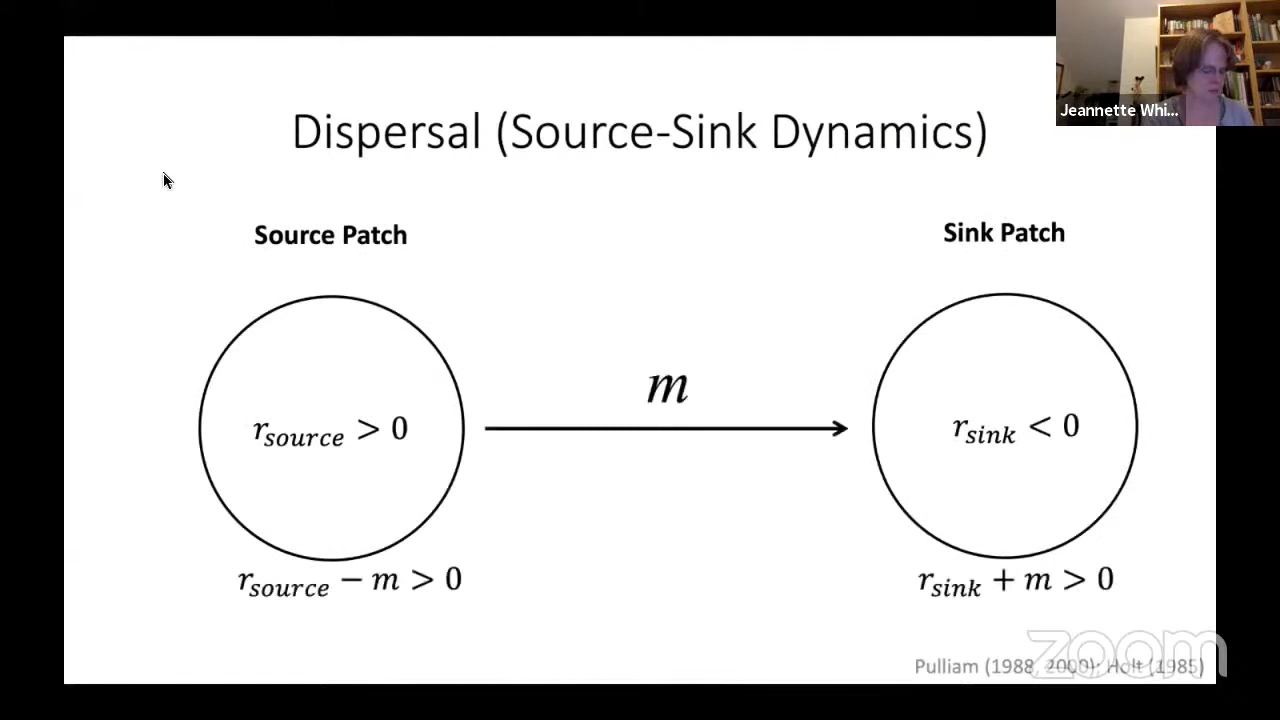 Dispersal (Source-Sink Dynamics)
Jeannette Whi...
Source Patch
Sink Patch
m
r_source > 0
r_sink < 0
r_source − m > 0
r_sink + m > 0
zoom
Pulliam (1988, 2000); Holt (1985)